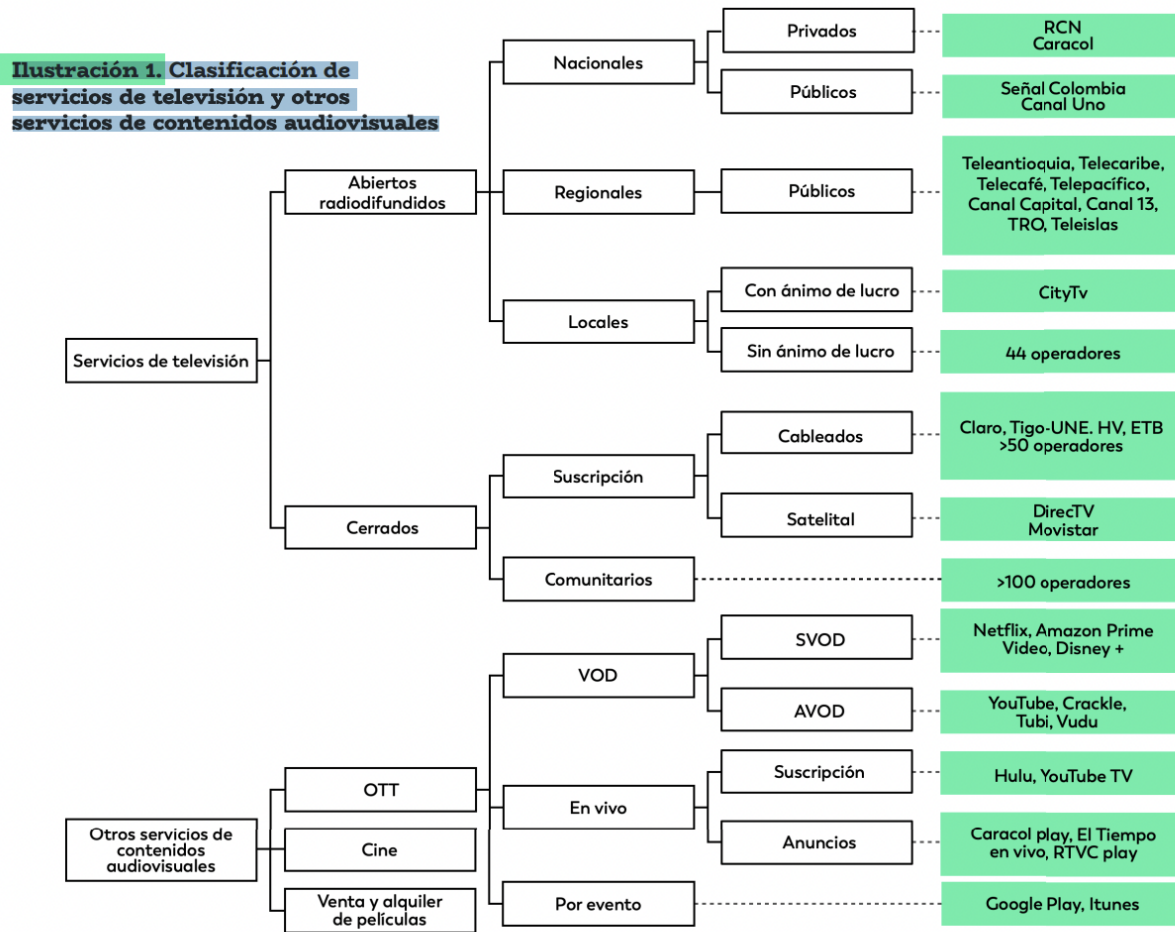 Ilustración 1. Clasificación de
servicios de televisión y otros
servicios de contenidos audiovisuales
Servicios de televisión
Abiertos
radiodifundidos
Nacionales
Privados
RCN
Caracol
Públicos
Señal Colombia
Canal Uno
Regionales
Públicos
Teleantioquia, Telecaribe,
Telecafé, Telepacífico,
Canal Capital, Canal 13,
TRO, Teleislas
Locales
Con ánimo de lucro
CityTv
Sin ánimo de lucro
44 operadores
Cerrados
Suscripción
Cableados
Claro, Tigo-UNE. HV, ETB
>50 operadores
Satelital
DirecTV
Movistar
Comunitarios
>100 operadores
Otros servicios de
contenidos
audiovisuales
OTT
VOD
SVOD
Netflix, Amazon Prime
Video, Disney +
AVOD
YouTube, Crackle,
Tubi, Vudu
En vivo
Suscripción
Hulu, YouTube TV
Anuncios
Caracol play, El Tiempo
en vivo, RTVC play
Por evento
Google Play, Itunes
Cine
Venta y alquiler
de películas